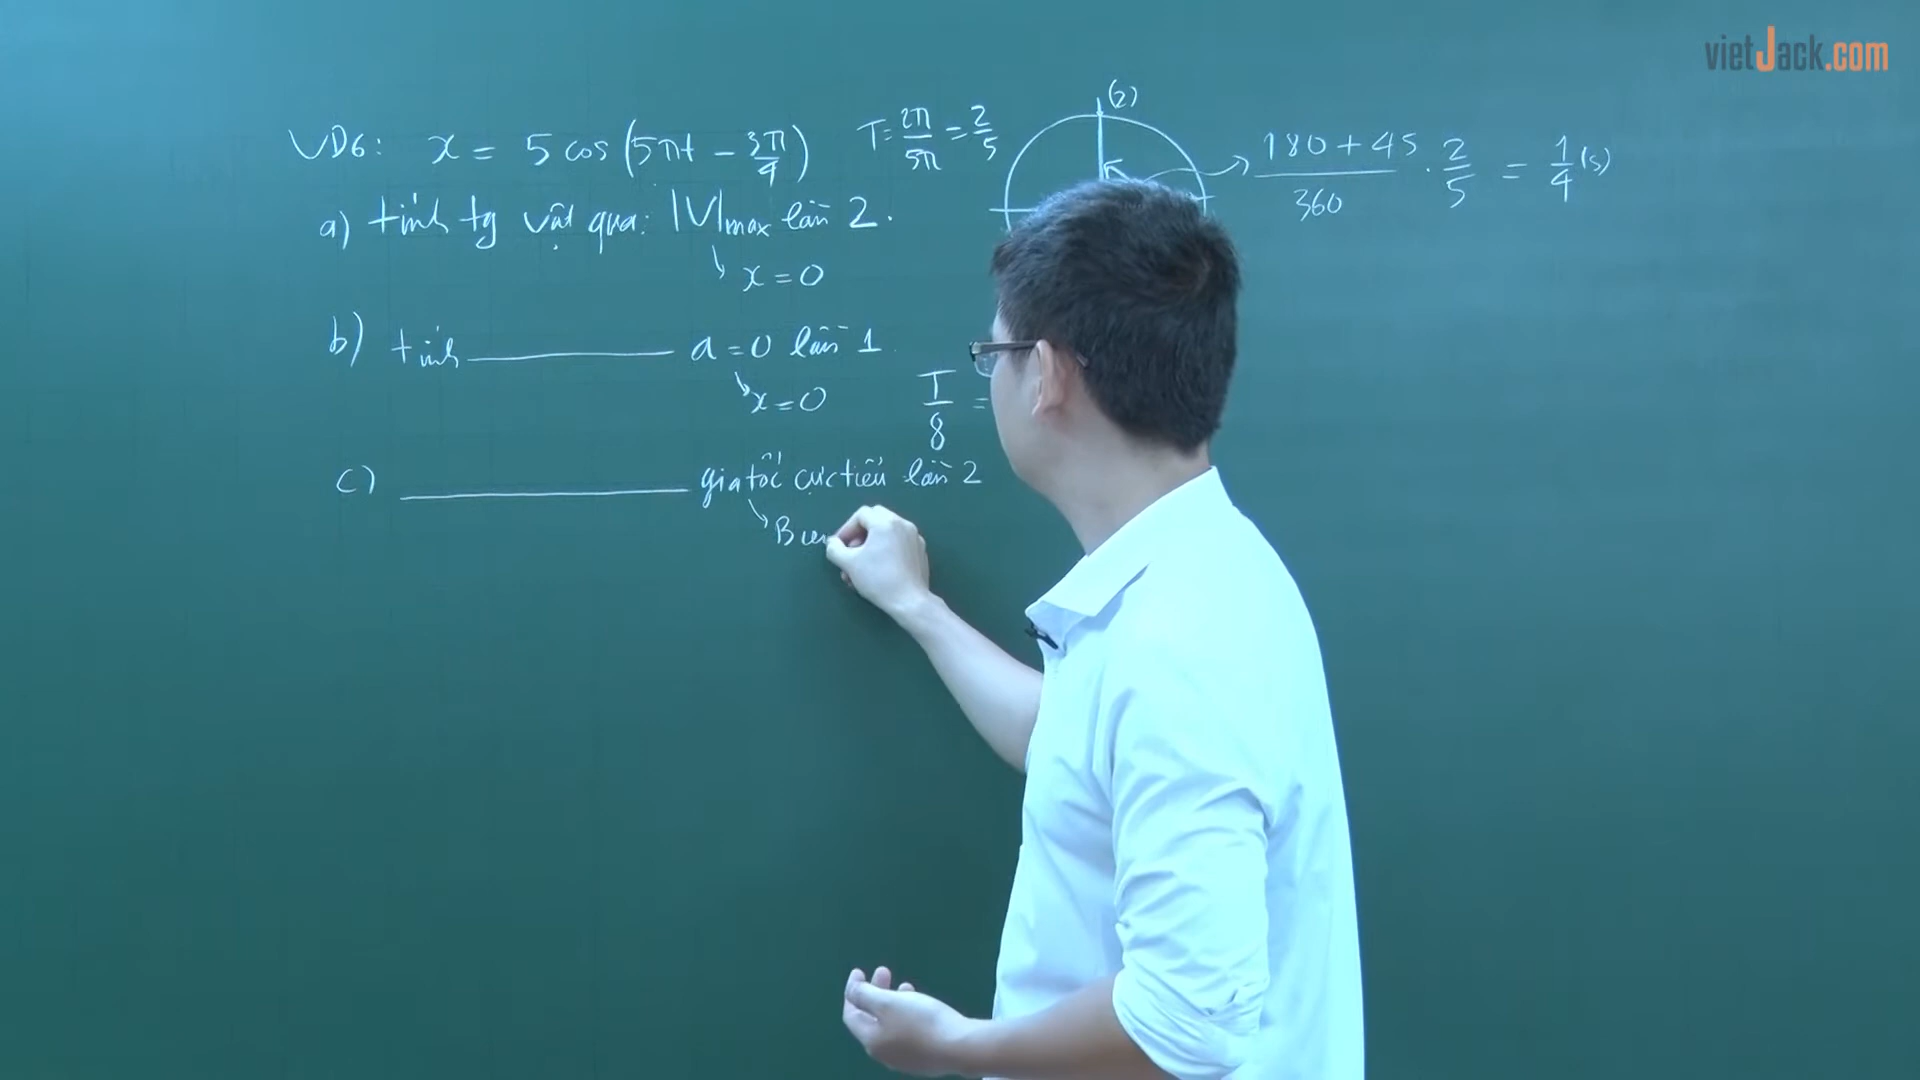 vietJack.com
VD6: x = 5 cos(5πt - 3π/4) T = 2π/5π = 2/5
(2)
(180 + 45)/360 . 2/5 = 1/4 (s)
a) tính tg vật qua: |V|max lần 2.
x = 0
b) tính ______ a = 0 lần 1
x = 0
T/8 =
c) ______ gia tốc cực tiểu lần 2